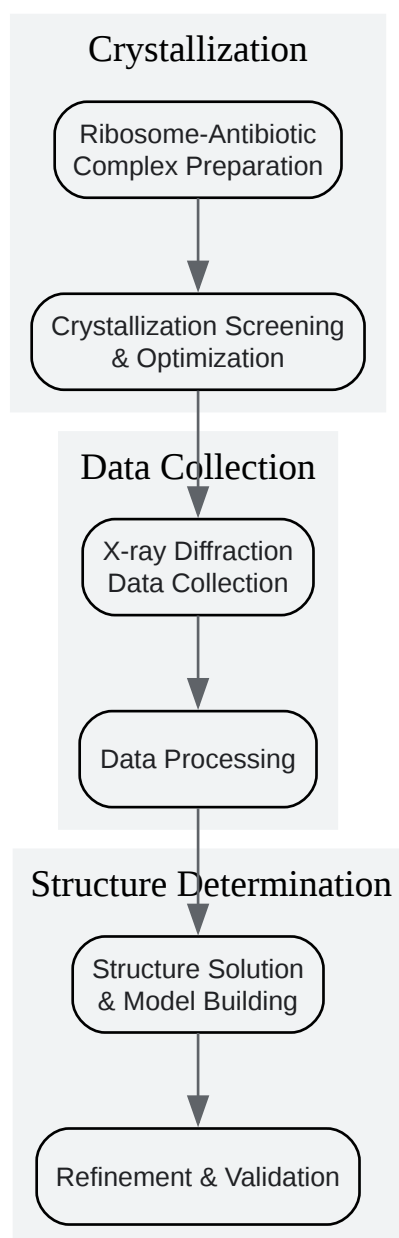 Crystallization
Ribosome-Antibiotic
Complex Preparation
Crystallization Screening
& Optimization
Data Collection
X-ray Diffraction
Data Collection
Data Processing
Structure Determination
Structure Solution
& Model Building
Refinement & Validation